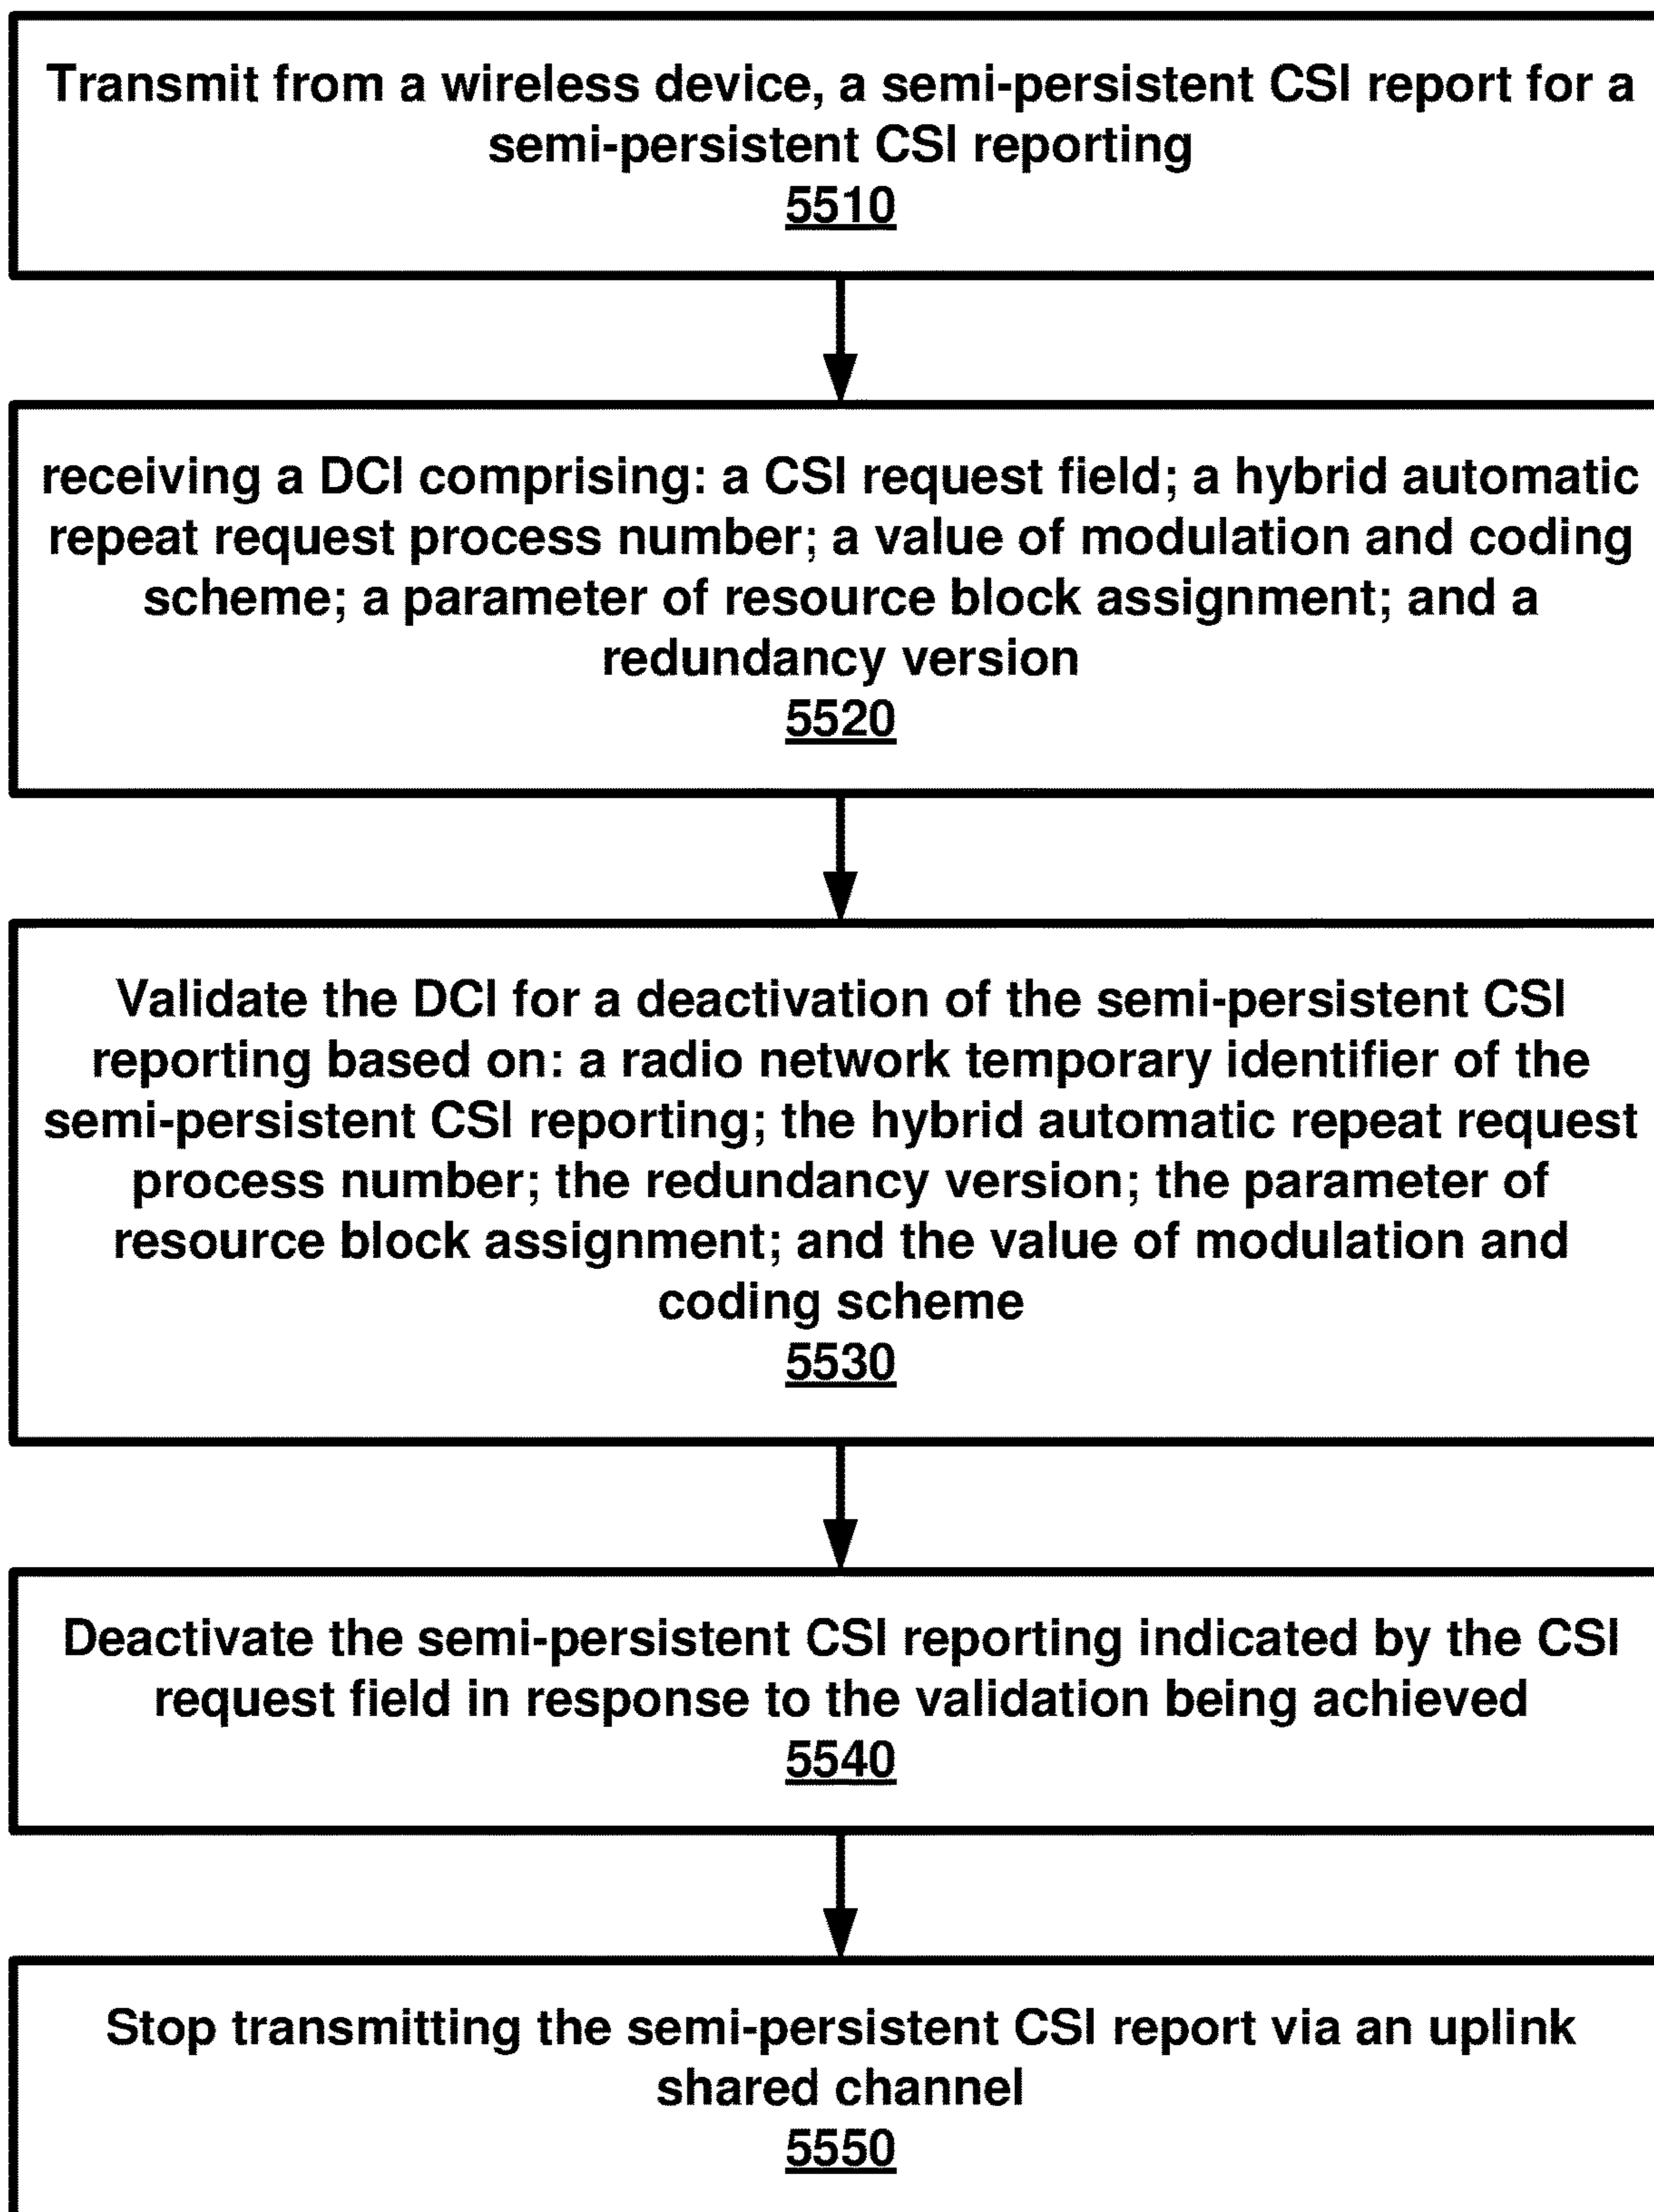 Transmit from a wireless device, a semi-persistent CSI report for a
semi-persistent CSI reporting
5510
receiving a DCI comprising: a CSI request field; a hybrid automatic
repeat request process number; a value of modulation and coding
scheme; a parameter of resource block assignment; and a
redundancy version
5520
Validate the DCI for a deactivation of the semi-persistent CSI
reporting based on: a radio network temporary identifier of the
semi-persistent CSI reporting; the hybrid automatic repeat request
process number; the redundancy version; the parameter of
resource block assignment; and the value of modulation and
coding scheme
5530
Deactivate the semi-persistent CSI reporting indicated by the CSI
request field in response to the validation being achieved
5540
Stop transmitting the semi-persistent CSI report via an uplink
shared channel
5550